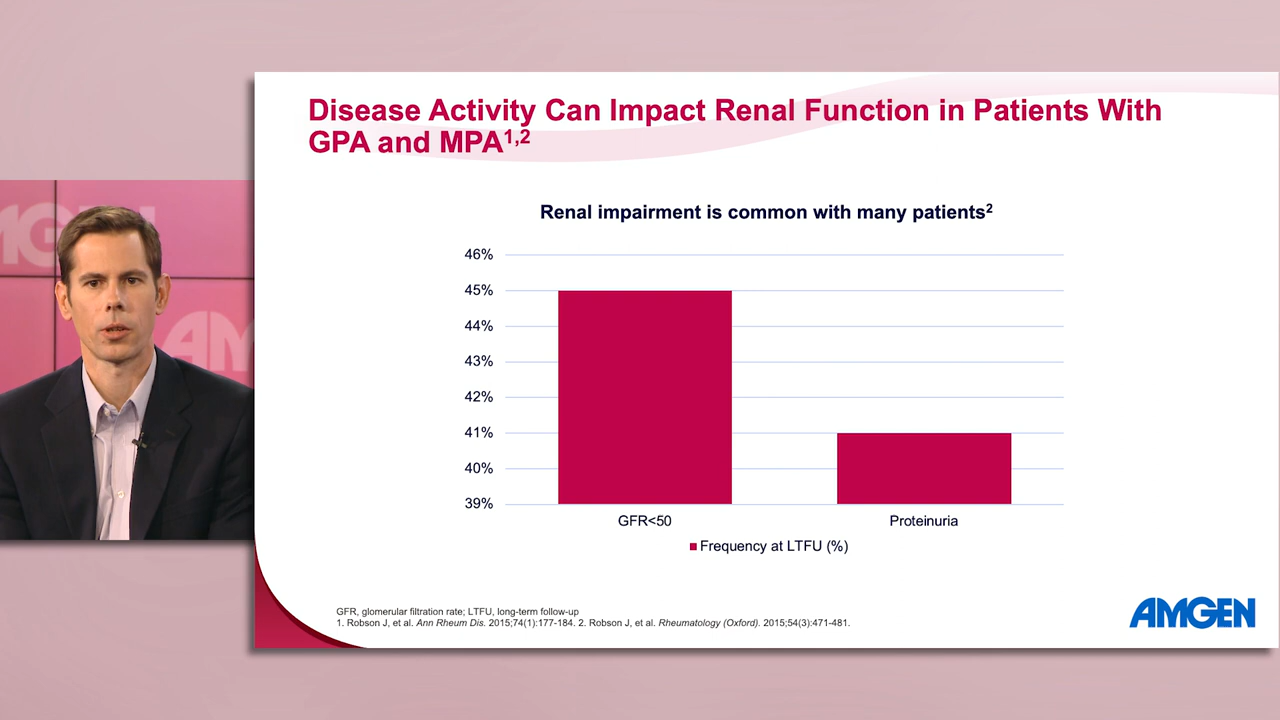 Disease Activity Can Impact Renal Function in Patients With
GPA and MPA1,2
Renal impairment is common with many patients2
46%
45%
44%
43%
42%
41%
40%
39%
GFR<50
Proteinuria
Frequency at LTFU (%)
GFR, glomerular filtration rate; LTFU, long-term follow-up
1. Robson J, et al. Ann Rheum Dis. 2015;74(1):177-184. 2. Robson J, et al. Rheumatology (Oxford). 2015;54(3):471-481.
AMGEN
AMGEN
AM